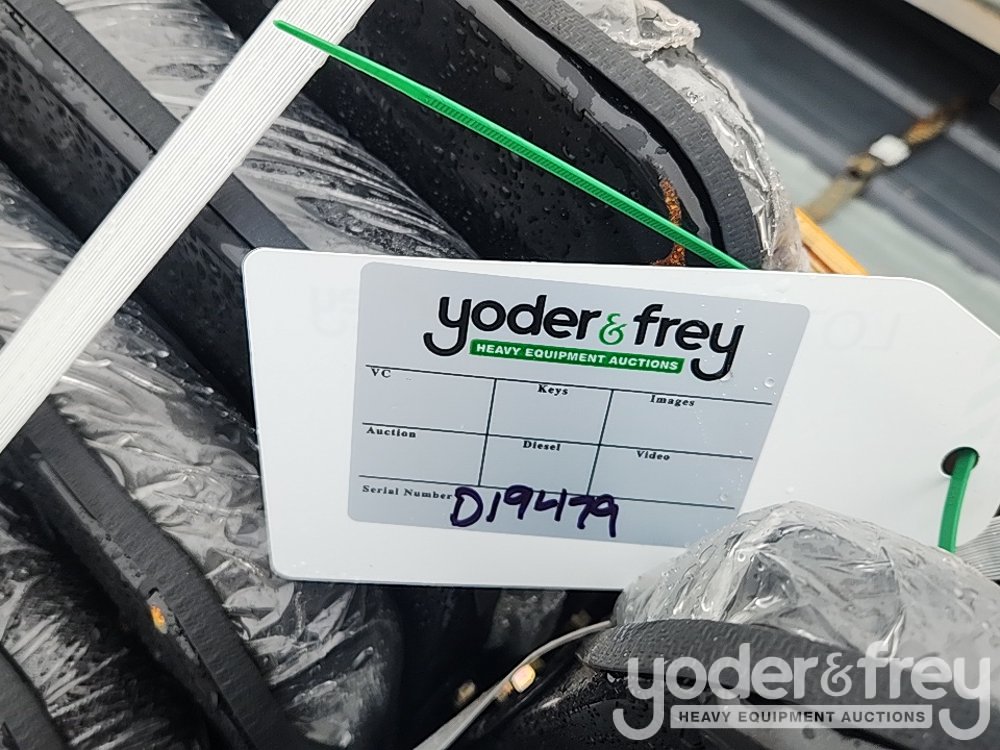 yoder & frey
HEAVY EQUIPMENT AUCTIONS
VC Keys Images
Auction Diesel Video
Serial Number D19479
yoder & frey
HEAVY EQUIPMENT AUCTIONS